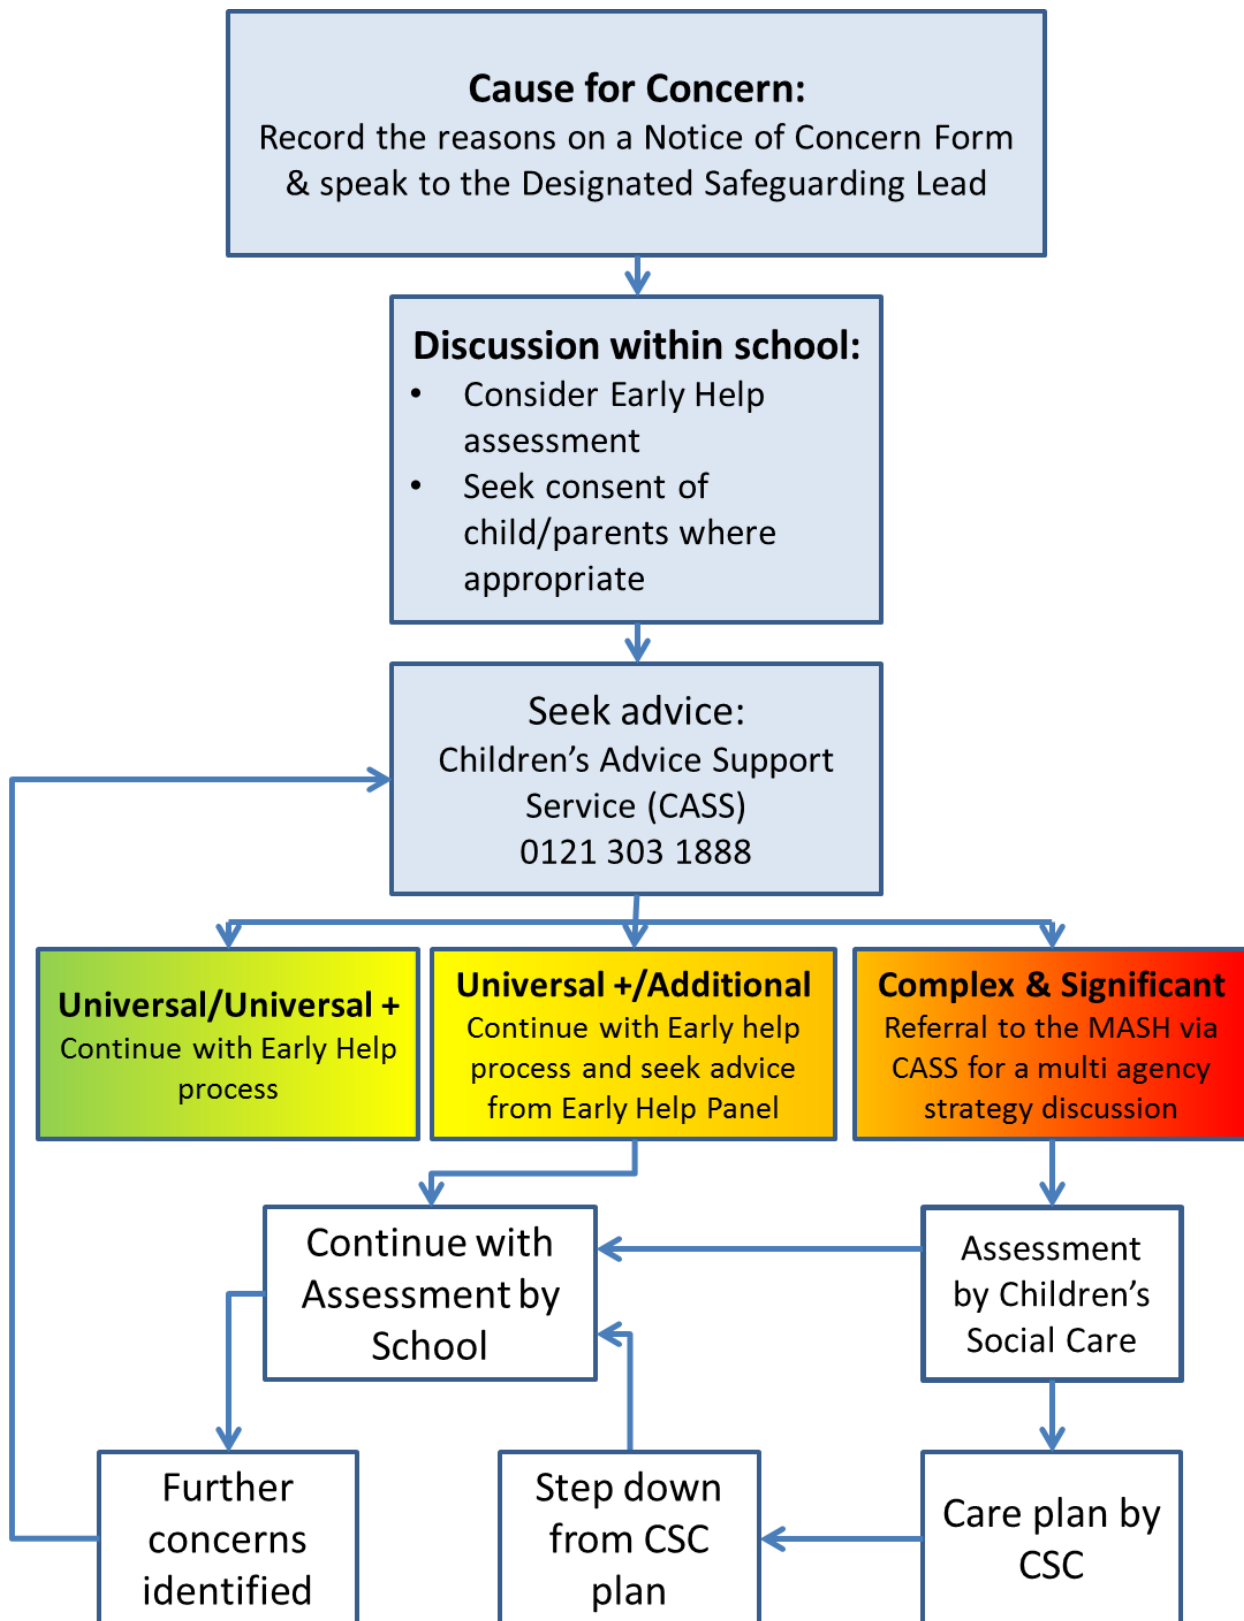 Cause for Concern:
Record the reasons on a Notice of Concern Form
& speak to the Designated Safeguarding Lead
Discussion within school:
• Consider Early Help
assessment
• Seek consent of
child/parents where
appropriate
Seek advice:
Children’s Advice Support
Service (CASS)
0121 303 1888
Universal/Universal +
Continue with Early Help
process
Universal +/Additional
Continue with Early help
process and seek advice
from Early Help Panel
Complex & Significant
Referral to the MASH via
CASS for a multi agency
strategy discussion
Continue with
Assessment by
School
Assessment
by Children’s
Social Care
Further
concerns
identified
Step down
from CSC
plan
Care plan by
CSC